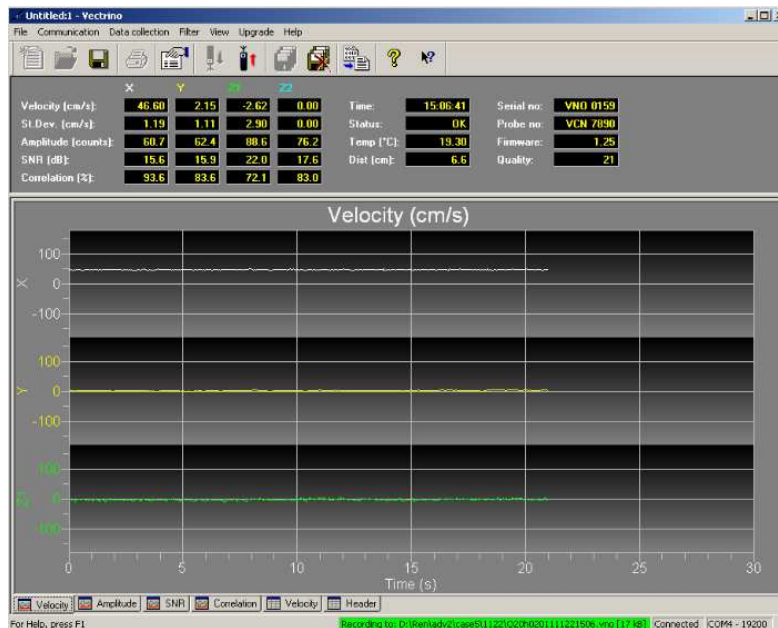 Untitled:1 - Vectrino
File Communication Data collection Filter View Upgrade Help
X Y Z1 Z2
Velocity (cm/s): 46.60 2.15 -2.62 0.00 Time: 15:06:41 Serial no: VNO 0159
St.Dev. (cm/s): 1.19 1.11 2.90 0.00 Status: OK Probe no: VCN 7890
Amplitude (counts): 60.7 62.4 88.6 76.2 Temp (°C): 19.30 Firmware: 1.25
SNR (dB): 15.6 15.9 22.0 17.6 Dist (cm): 6.6 Quality: 21
Correlation (%): 93.6 83.6 72.1 83.0
Velocity (cm/s)
100
X 0
-100
100
Y 0
-100
100
Z1 0
-100
0 5 10 15 20 25 30
Time (s)
Velocity Amplitude SNR Correlation Velocity Header
For Help, press F1 Recording to: .vno [17 kB] Connected COM4 - 19200